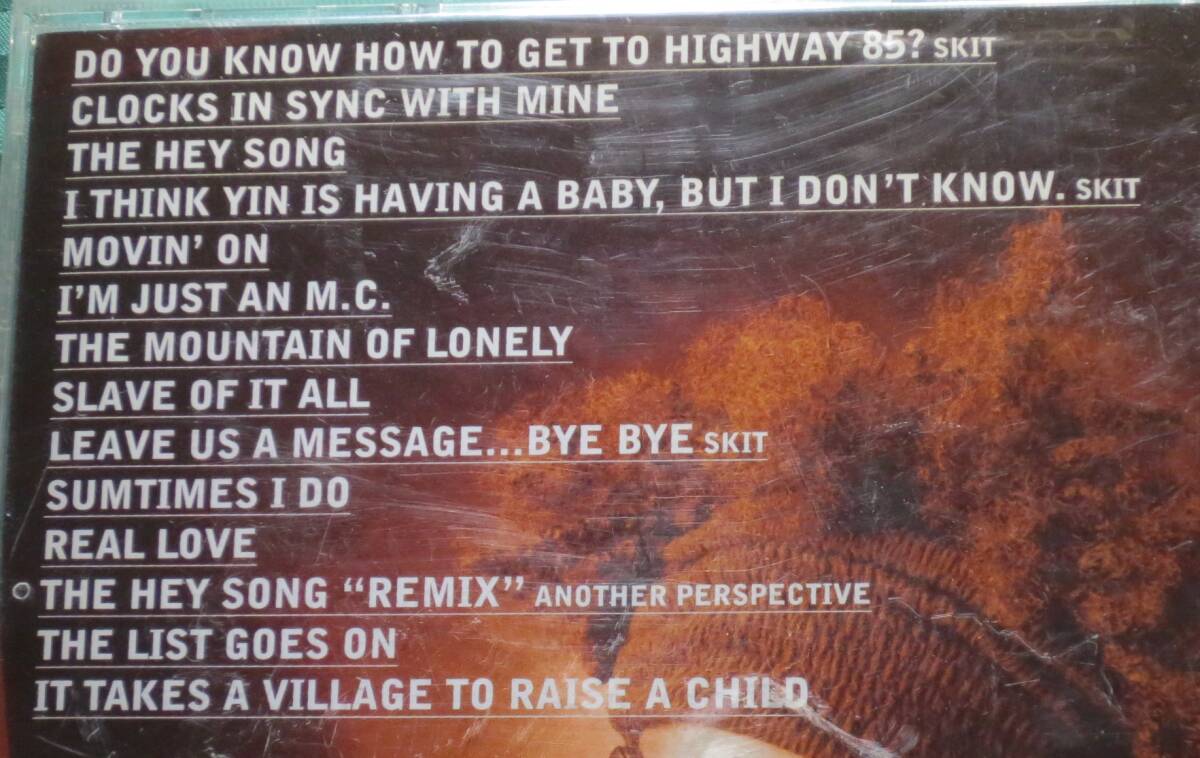 DO YOU KNOW HOW TO GET TO HIGHWAY 85? SKIT
CLOCKS IN SYNC WITH MINE
THE HEY SONG
I THINK YIN IS HAVING A BABY, BUT I DON'T KNOW. SKIT
MOVIN' ON
I'M JUST AN M.C.
THE MOUNTAIN OF LONELY
SLAVE OF IT ALL
LEAVE US A MESSAGE...BYE BYE SKIT
SUMTIMES I DO
REAL LOVE
THE HEY SONG “REMIX” ANOTHER PERSPECTIVE
THE LIST GOES ON
IT TAKES A VILLAGE TO RAISE A CHILD